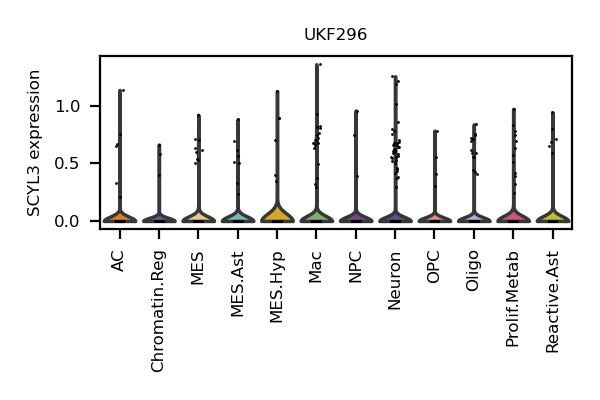 UKF296
SCYL3 expression
1.0
0.5
0.0
AC
Chromatin.Reg
MES
MES.Ast
MES.Hyp
Mac
NPC
Neuron
OPC
Oligo
Prolif.Metab
Reactive.Ast